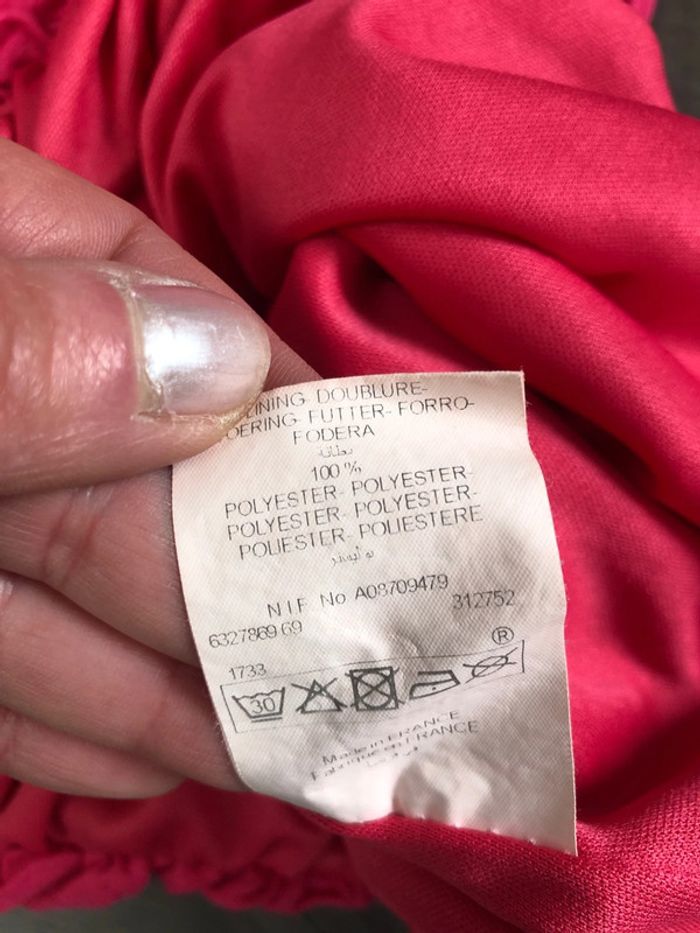 LINING- DOUBLURE-
VOERING- FUTTER- FORRO-
FODERA
بطانة
100 %
POLYESTER- POLYESTER-
POLYESTER- POLYESTER-
POLIESTER- POLIESTERE
بوليستر
NIF No A08709479
6327869 69 312752
1733
®
30
Made in FRANCE
Fabriqué en FRANCE